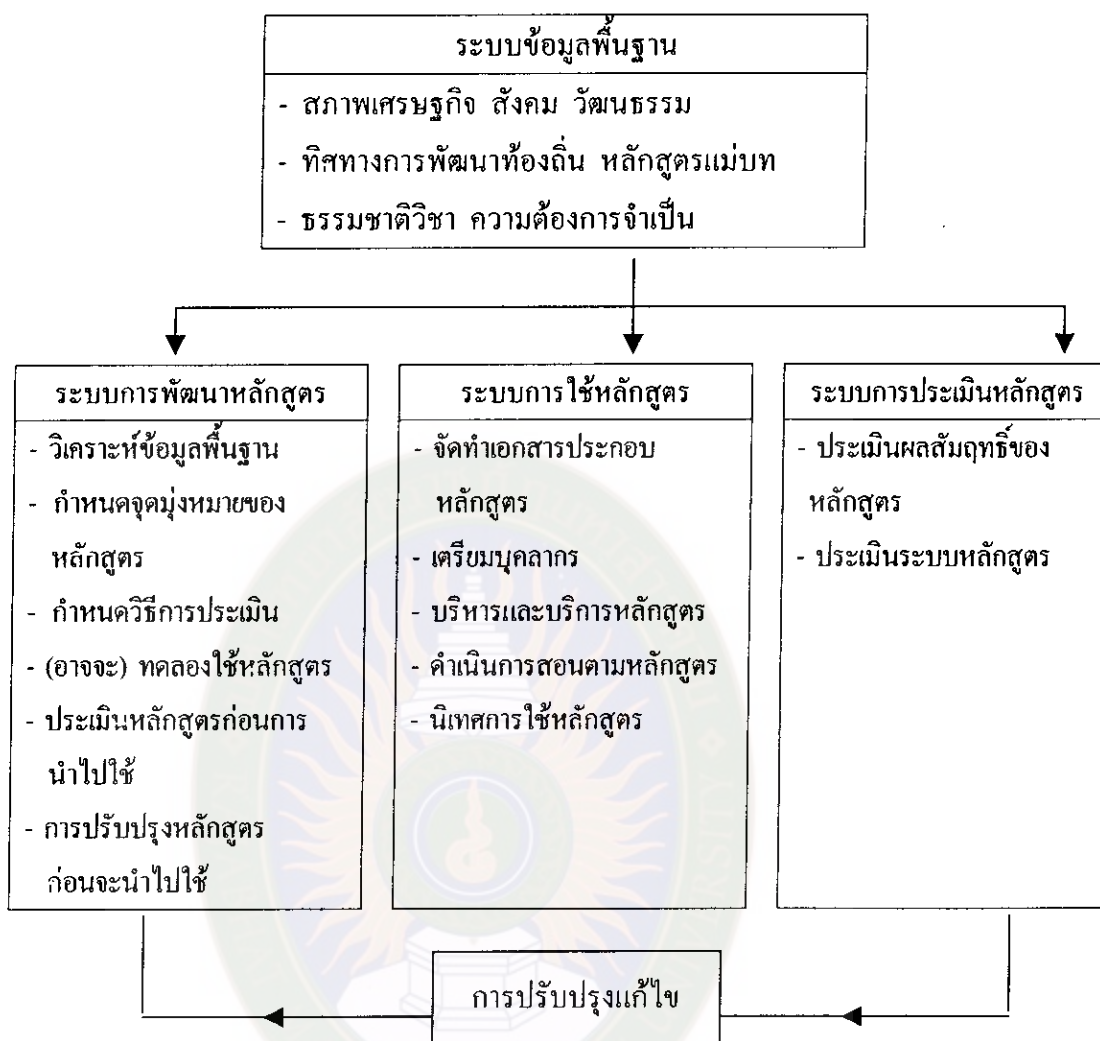 ระบบข้อมูลพื้นฐาน
- สภาพเศรษฐกิจ สังคม วัฒนธรรม
- ทิศทางการพัฒนาท้องถิ่น หลักสูตรแม่บท
- ธรรมชาติวิชา ความต้องการจำเป็น
ระบบการพัฒนาหลักสูตร
- วิเคราะห์ข้อมูลพื้นฐาน
- กำหนดจุดมุ่งหมายของ
หลักสูตร
- กำหนดวิธีการประเมิน
- (อาจจะ) ทดลองใช้หลักสูตร
- ประเมินหลักสูตรก่อนการ
นำไปใช้
- การปรับปรุงหลักสูตร
ก่อนจะนำไปใช้
ระบบการใช้หลักสูตร
- จัดทำเอกสารประกอบ
หลักสูตร
- เตรียมบุคลากร
- บริหารและบริการหลักสูตร
- ดำเนินการสอนตามหลักสูตร
- นิเทศการใช้หลักสูตร
ระบบการประเมินหลักสูตร
- ประเมินผลสัมฤทธิ์ของ
หลักสูตร
- ประเมินระบบหลักสูตร
การปรับปรุงแก้ไข